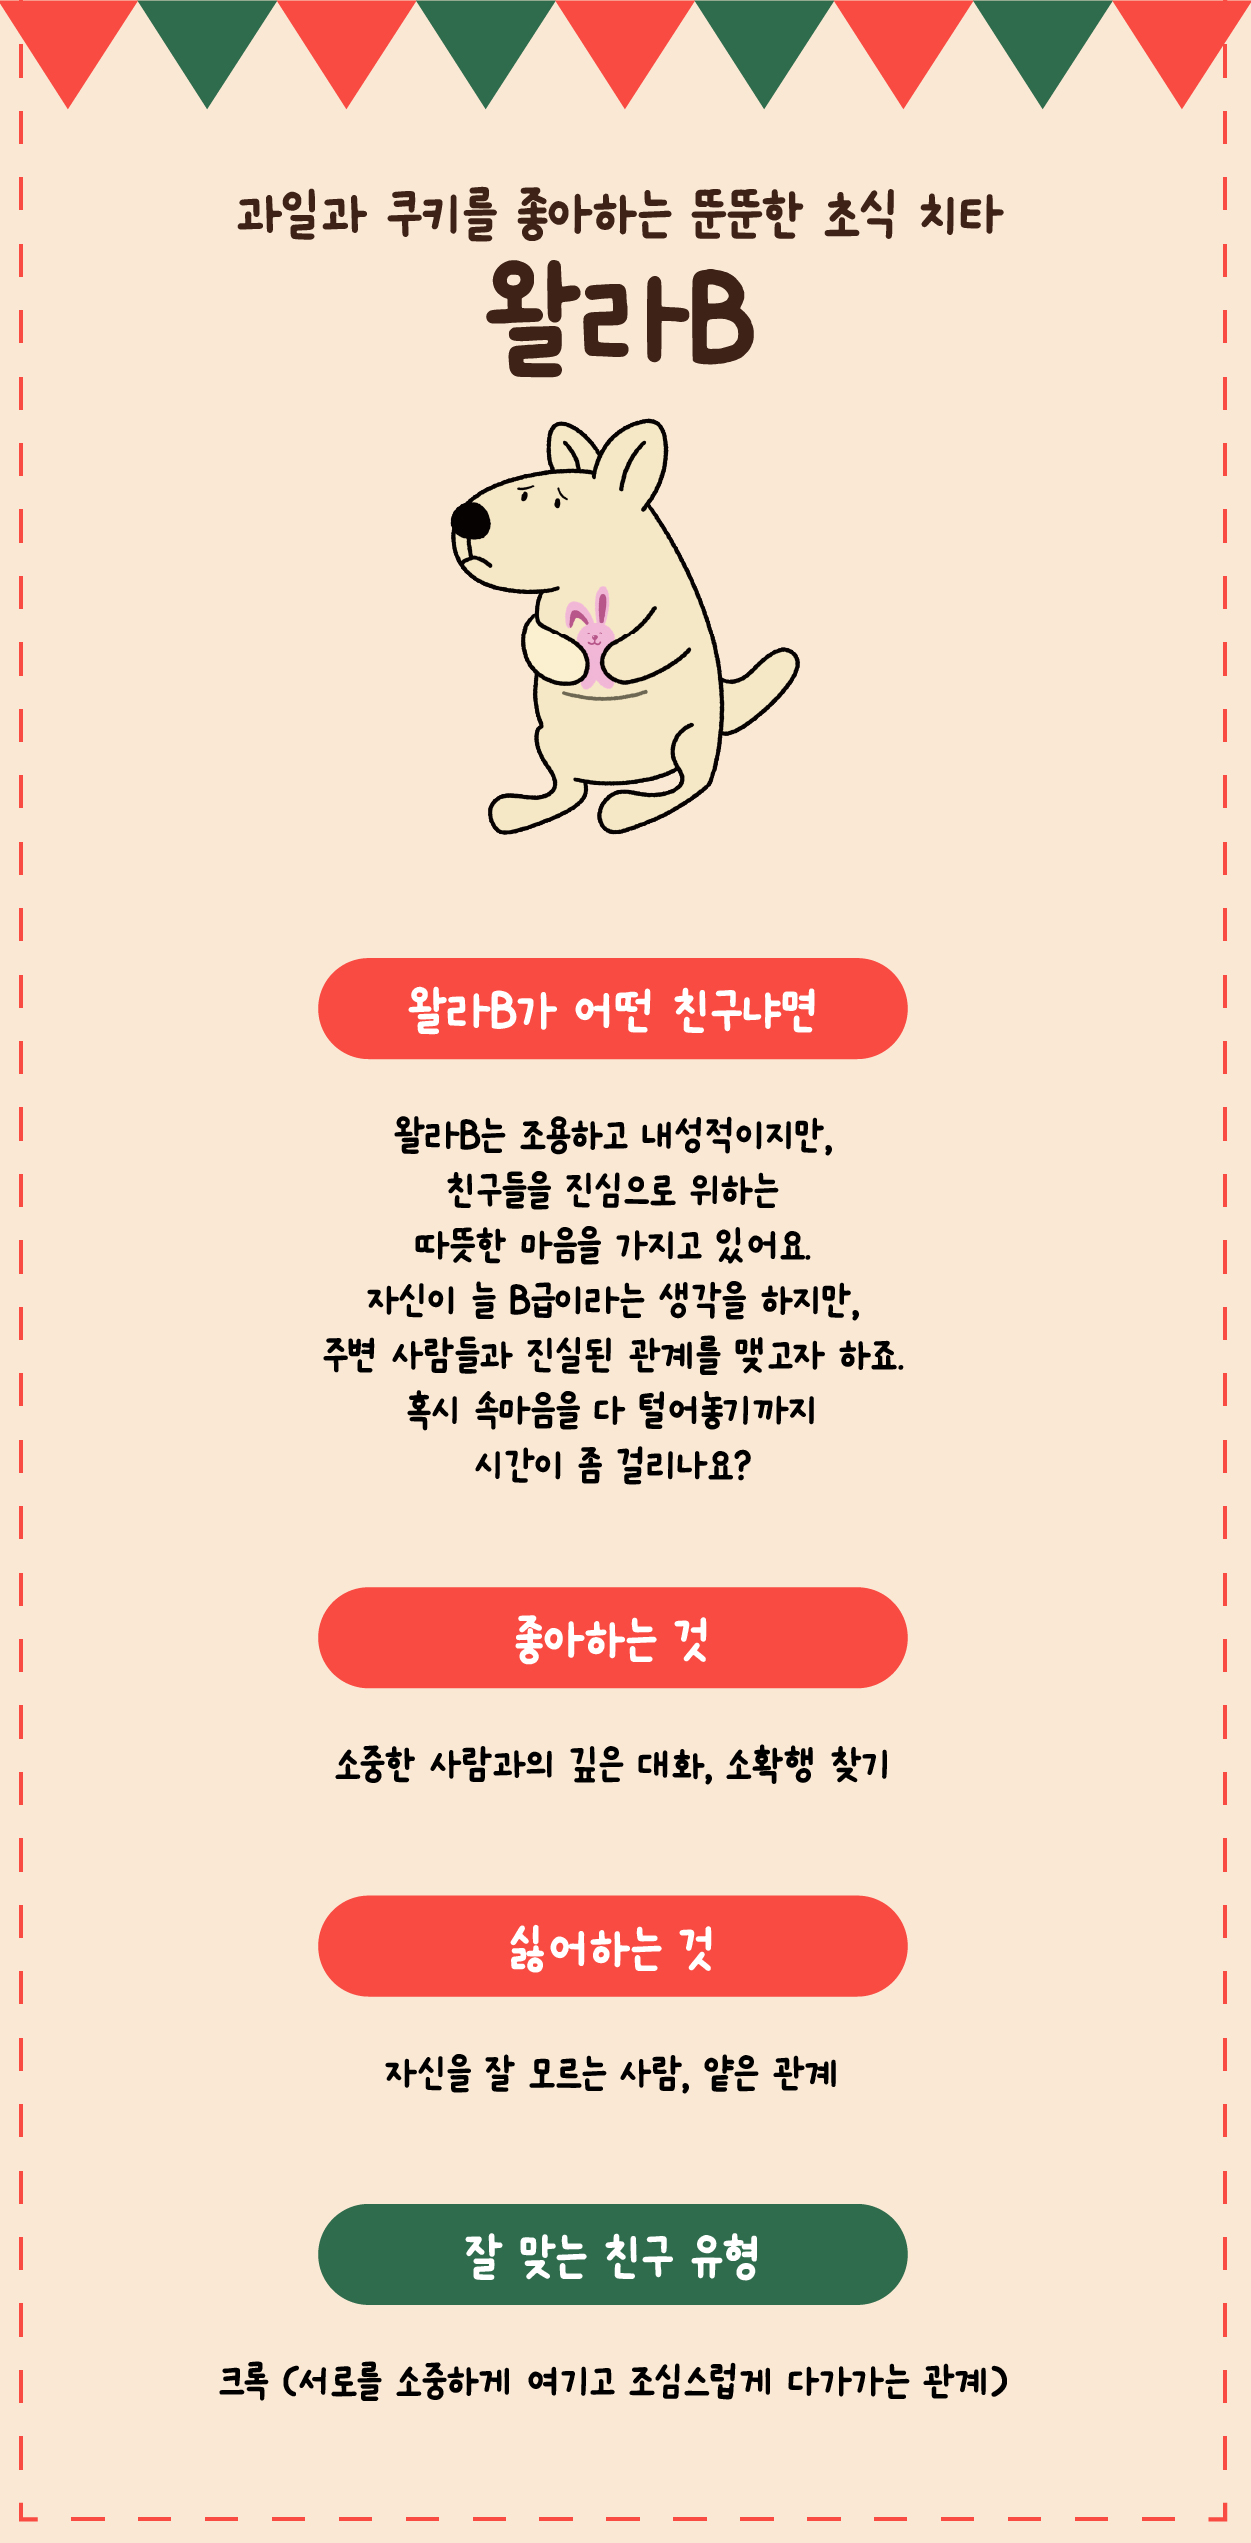 과일과 쿠키를 좋아하는 뚠뚠한 초식 치타
왈라B
왈라B가 어떤 친구냐면
왈라B는 조용하고 내성적이지만,
친구들을 진심으로 위하는
따뜻한 마음을 가지고 있어요.
자신이 늘 B급이라는 생각을 하지만,
주변 사람들과 진실된 관계를 맺고자 하죠.
혹시 속마음을 다 털어놓기까지
시간이 좀 걸리나요?
좋아하는 것
소중한 사람과의 깊은 대화, 소확행 찾기
싫어하는 것
자신을 잘 모르는 사람, 얕은 관계
잘 맞는 친구 유형
크록 (서로를 소중하게 여기고 조심스럽게 다가가는 관계)